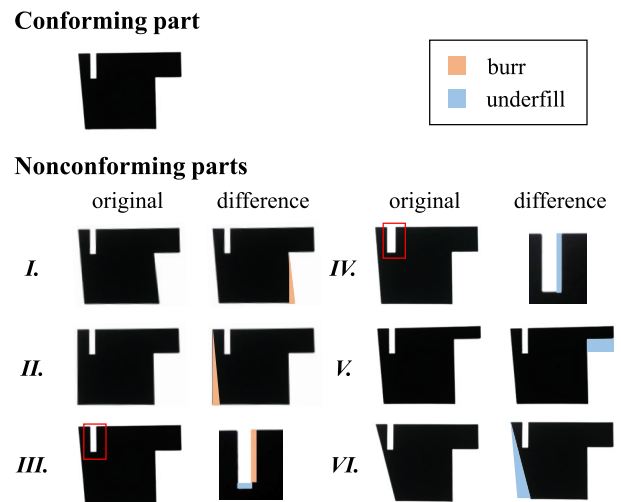 Conforming part
burr
underfill
Nonconforming parts
original difference original difference
I. IV.
II. V.
III. VI.